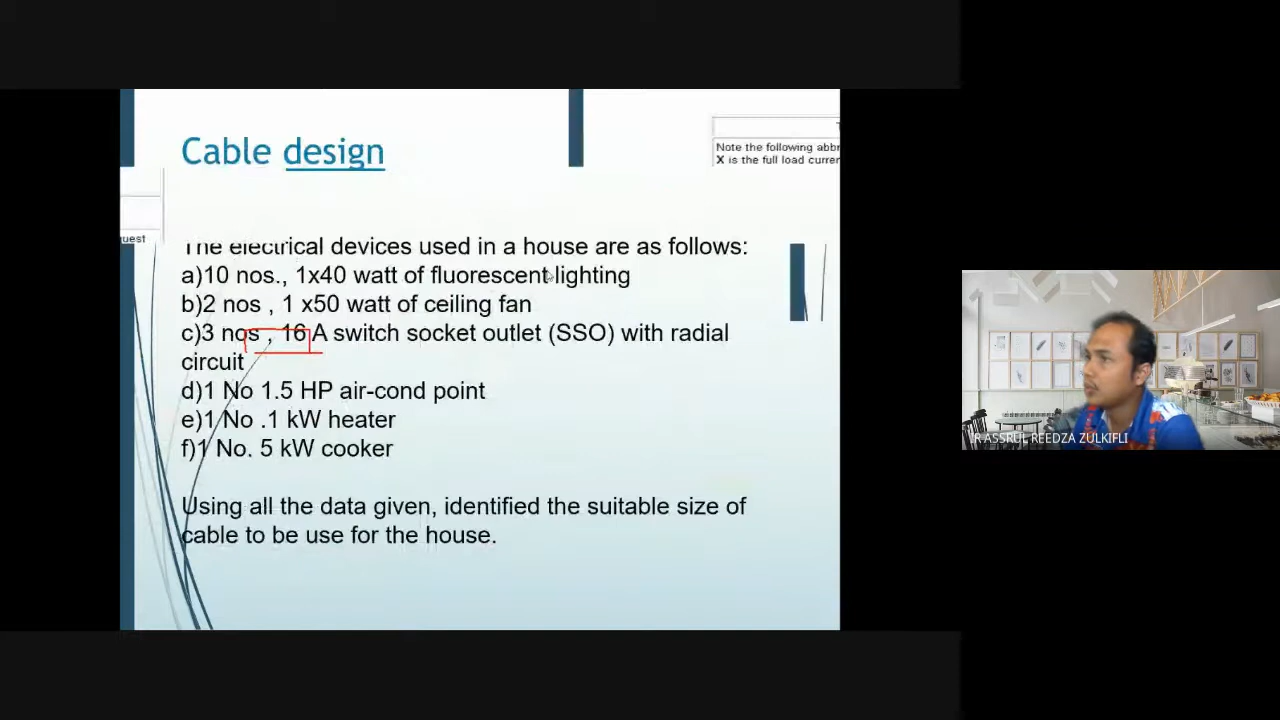 Cable design
Note the following abbr
X is the full load curren
uest
The electrical devices used in a house are as follows:
a)10 nos., 1x40 watt of fluorescent lighting
b)2 nos , 1 x50 watt of ceiling fan
c)3 nos , 16 A switch socket outlet (SSO) with radial
circuit
d)1 No 1.5 HP air-cond point
e)1 No .1 kW heater
f)1 No. 5 kW cooker
Using all the data given, identified the suitable size of
cable to be use for the house.
R ASSRUL REEDZA ZULKIFLI